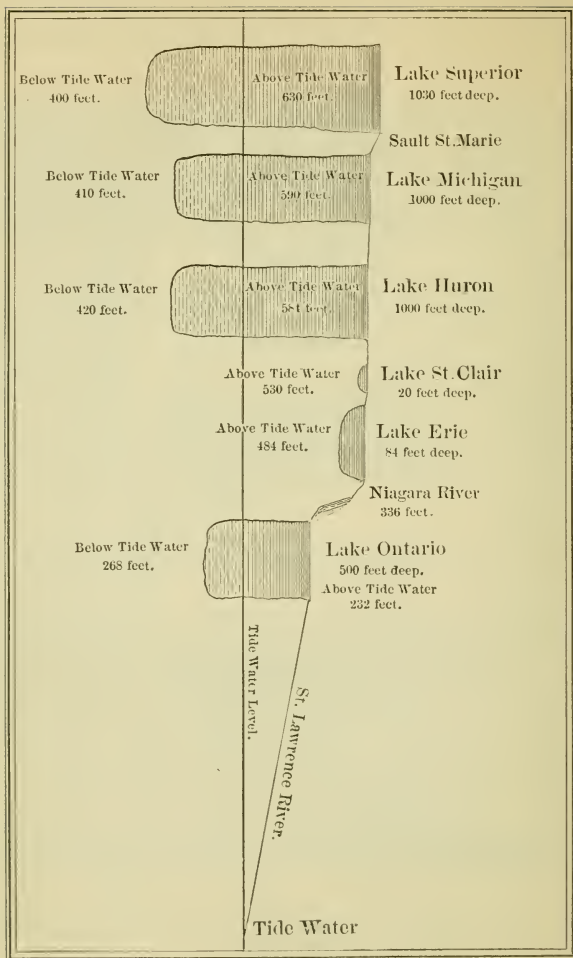 Below Tide Water
400 feet.
Above Tide Water
630 feet.
Lake Superior
1030 feet deep.
Sault St. Marie
Below Tide Water
410 feet.
Above Tide Water
590 feet.
Lake Michigan
1000 feet deep.
Below Tide Water
420 feet.
Above Tide Water
584 feet.
Lake Huron
1000 feet deep.
Above Tide Water
530 feet.
Lake St. Clair
20 feet deep.
Above Tide Water
484 feet.
Lake Erie
84 feet deep.
Niagara River
336 feet.
Below Tide Water
268 feet.
Lake Ontario
500 feet deep.
Above Tide Water
232 feet.
Tide Water Level.
St. Lawrence River.
Tide Water